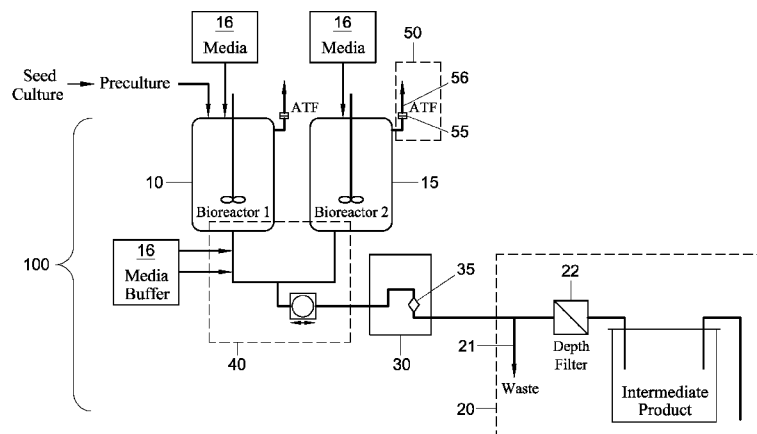 16
Media
16
Media
50
56
Seed
Culture
Preculture
ATF
ATF
55
10
Bioreactor 1
Bioreactor 2
15
100
16
Media
Buffer
35
22
40
30
21
Depth
Filter
Waste
20
Intermediate
Product